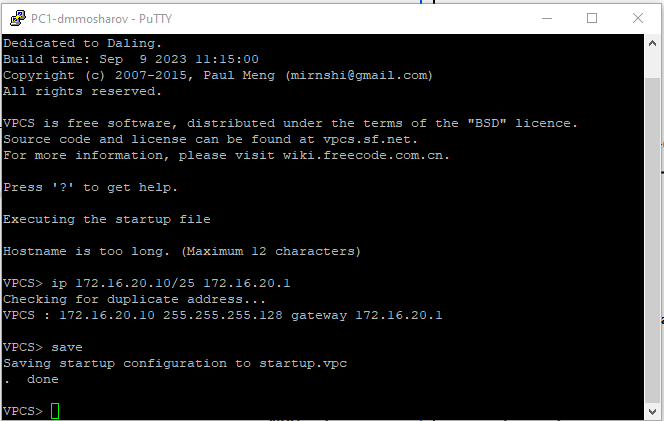 PC1-dmmosharov - PuTTY
Dedicated to Daling.
Build time: Sep  9 2023 11:15:00
Copyright (c) 2007-2015, Paul Meng (mirnshi@gmail.com)
All rights reserved.
VPCS is free software, distributed under the terms of the "BSD" licence.
Source code and license can be found at vpcs.sf.net.
For more information, please visit wiki.freecode.com.cn.
Press '?' to get help.
Executing the startup file
Hostname is too long. (Maximum 12 characters)
VPCS> ip 172.16.20.10/25 172.16.20.1
Checking for duplicate address...
VPCS : 172.16.20.10 255.255.255.128 gateway 172.16.20.1
VPCS> save
Saving startup configuration to startup.vpc
.  done
VPCS>